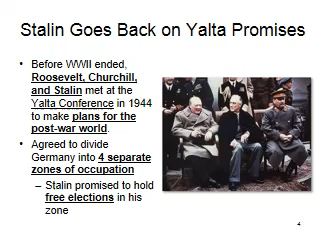 Stalin Goes Back on Yalta Promises
• Before WWII ended,
Roosevelt, Churchill,
and Stalin met at the
Yalta Conference in 1944
to make plans for the
post-war world.
• Agreed to divide
Germany into 4 separate
zones of occupation
– Stalin promised to hold
free elections in his
zone
4